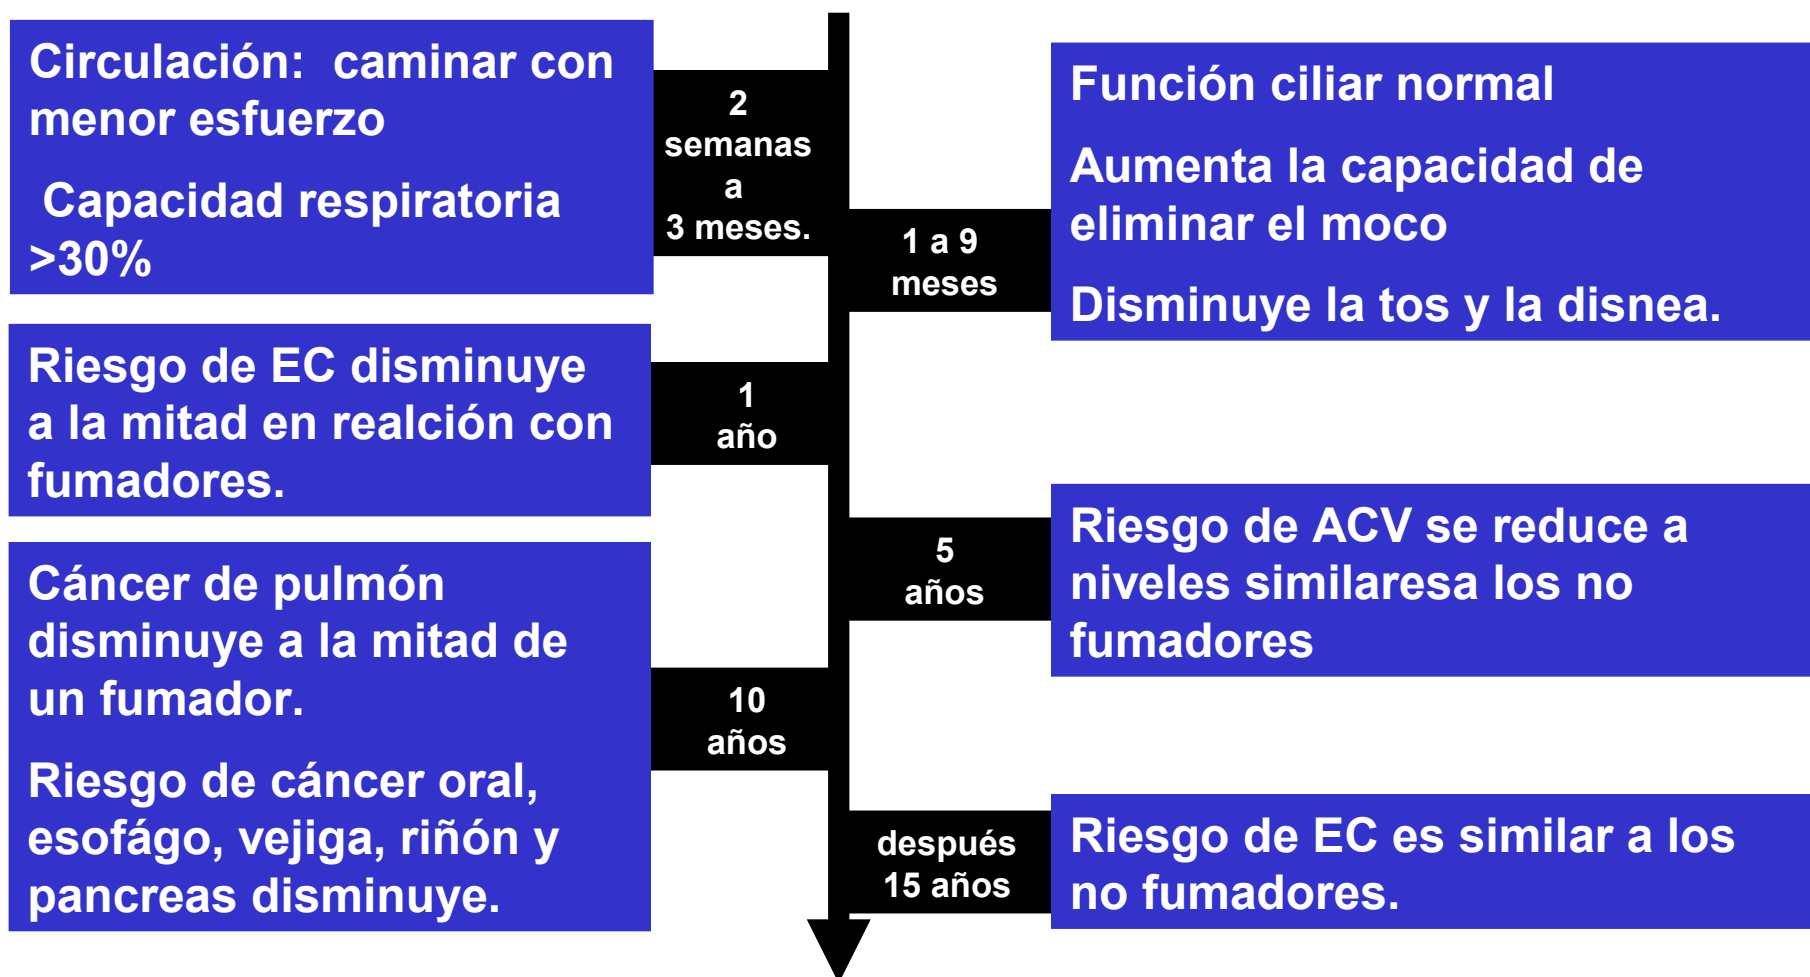 Circulación:  caminar con
menor esfuerzo
Capacidad respiratoria
>30%
2
semanas
a
3 meses.
Función ciliar normal
Aumenta la capacidad de
eliminar el moco
Disminuye la tos y la disnea.
1 a 9
meses
Riesgo de EC disminuye
a la mitad en realción con
fumadores.
1
año
Riesgo de ACV se reduce a
niveles similaresa los no
fumadores
5
años
Cáncer de pulmón
disminuye a la mitad de
un fumador.
Riesgo de cáncer oral,
esofágo, vejiga, riñón y
pancreas disminuye.
10
años
después
15 años
Riesgo de EC es similar a los
no fumadores.